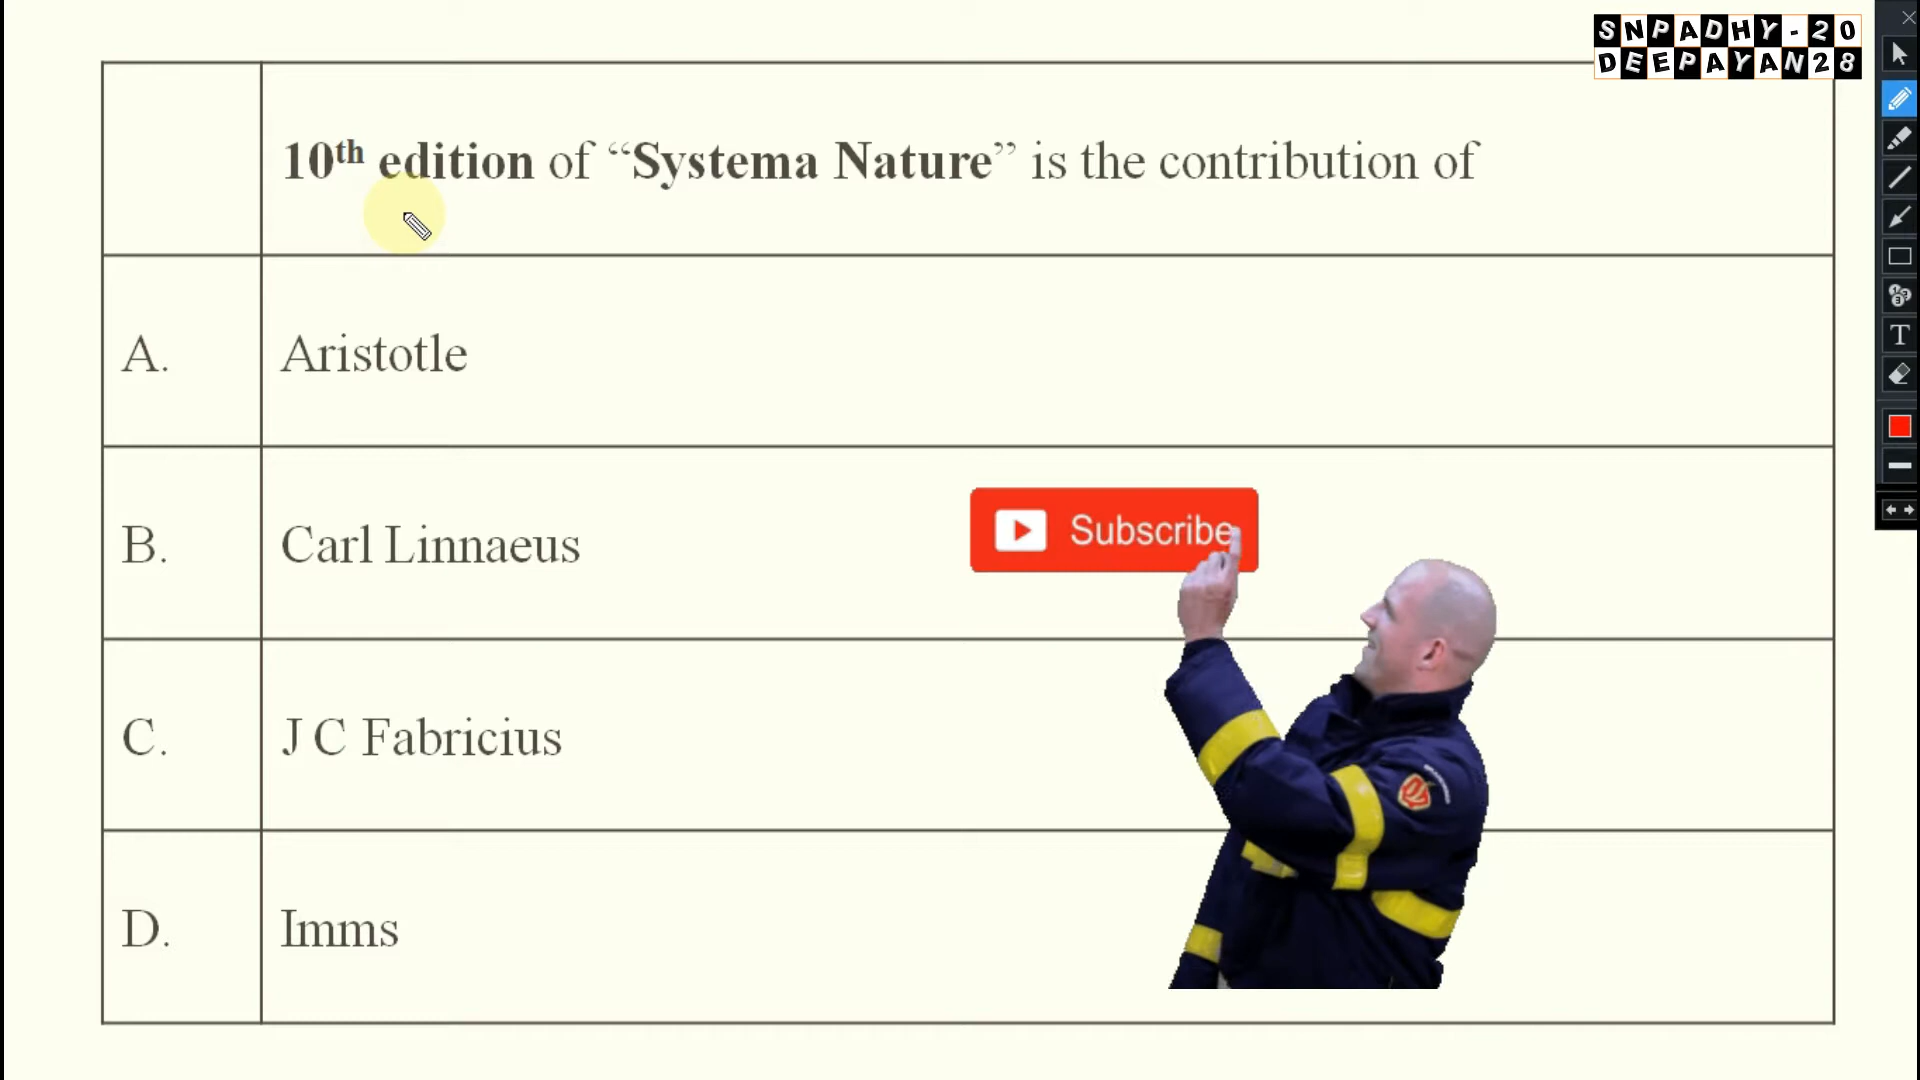 SNPADHY-20
DEEPAYAN28
10th edition of “Systema Nature” is the contribution of
A. Aristotle
B. Carl Linnaeus
Subscribe
C. J C Fabricius
D. Imms
T